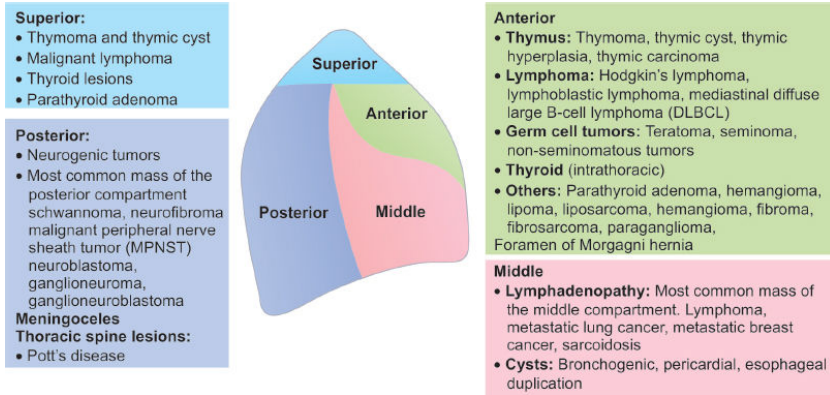 Superior:
• Thymoma and thymic cyst
• Malignant lymphoma
• Thyroid lesions
• Parathyroid adenoma
Posterior:
• Neurogenic tumors
• Most common mass of the
posterior compartment
schwannoma, neurofibroma
malignant peripheral nerve
sheath tumor (MPNST)
neuroblastoma,
ganglioneuroma,
ganglioneuroblastoma
Meningoceles
Thoracic spine lesions:
• Pott's disease
Superior
Anterior
Posterior
Middle
Anterior
• Thymus: Thymoma, thymic cyst, thymic
hyperplasia, thymic carcinoma
• Lymphoma: Hodgkin's lymphoma,
lymphoblastic lymphoma, mediastinal diffuse
large B-cell lymphoma (DLBCL)
• Germ cell tumors: Teratoma, seminoma,
non-seminomatous tumors
• Thyroid (intrathoracic)
• Others: Parathyroid adenoma, hemangioma,
lipoma, liposarcoma, hemangioma, fibroma,
fibrosarcoma, paraganglioma,
Foramen of Morgagni hernia
Middle
• Lymphadenopathy: Most common mass of
the middle compartment. Lymphoma,
metastatic lung cancer, metastatic breast
cancer, sarcoidosis
• Cysts: Bronchogenic, pericardial, esophageal
duplication